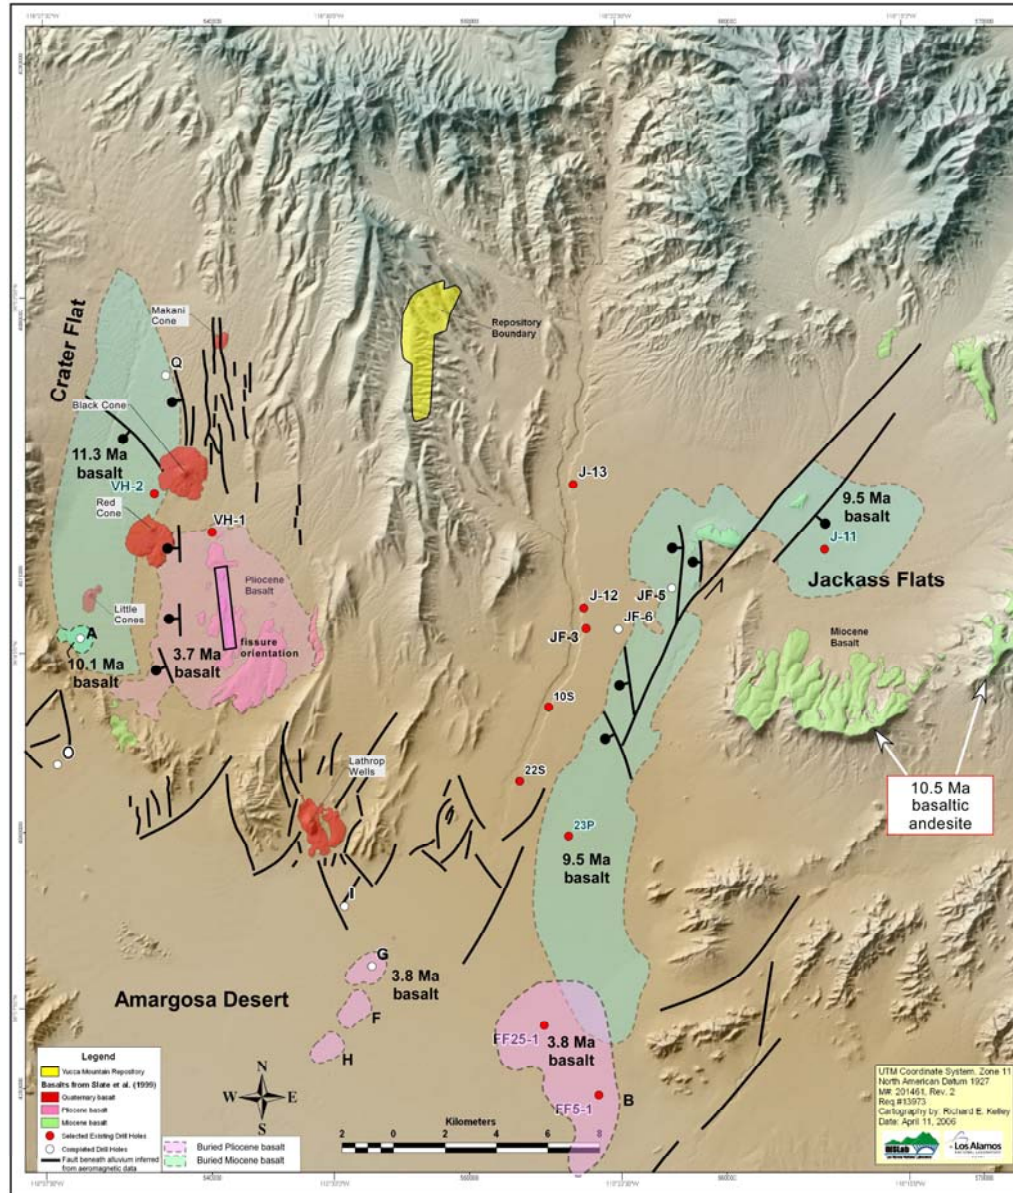 Crater Flat
Makani
Cone
Q
Black Cone
11.3 Ma
basalt
VH-2
Red
Cone
VH-1
Pliocene
Basalt
Little
Cones
A
10.1 Ma
basalt
3.7 Ma
basalt
fissure
orientation
O
Repository
Boundary
J-13
9.5 Ma
basalt
J-11
Jackass Flats
J-12
JF-5
JF-6
JF-3
Miocene
Basalt
10S
22S
23P
9.5 Ma
basalt
10.5 Ma
basaltic
andesite
Lathrop
Wells
I
G
3.8 Ma
basalt
F
H
Amargosa Desert
FF25-1
3.8 Ma
basalt
FF5-1
B
Legend
Yucca Mountain Repository
Basalts from Slate et al. (1999)
Quaternary basalt
Pliocene basalt
Miocene basalt
Selected Existing Drill Holes
Completed Drill Holes
Fault beneath alluvium inferred
from aeromagnetic data
Buried Pliocene basalt
Buried Miocene basalt
N
W E
S
Kilometers
2 0 2 4 6 8
UTM Coordinate System, Zone 11
North American Datum 1927
M#: 201461, Rev. 2
Req #13973
Cartography by: Richard E. Kelley
Date: April 11, 2006
Los Alamos